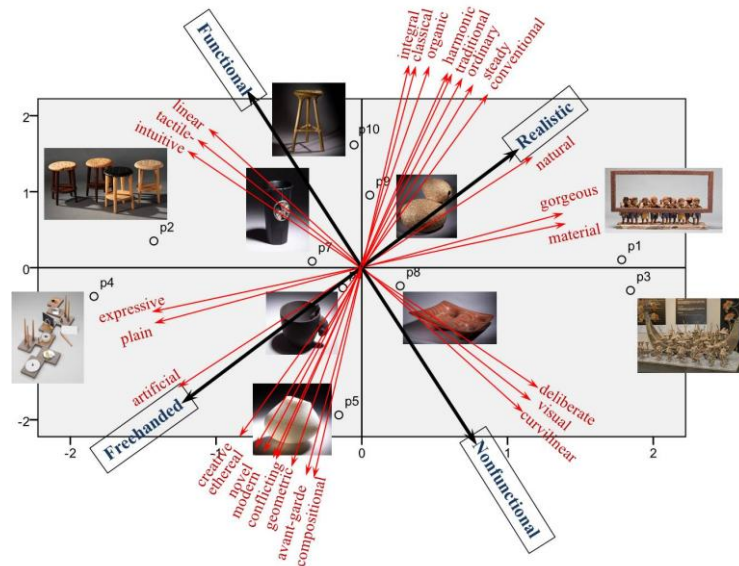 integral
classical
organic
harmonic
traditional
ordinary
steady
conventional
Functional
Realistic
linear
tactile-
intuitive
natural
gorgeous
material
p10
p9
p2
p7
p1
p8
p4
p3
p5
expressive
plain
artificial
Freehanded
deliberate
visual
curvilinear
Nonfunctional
creative
ethereal
novel
modern
conflicting
geometric
avant-garde
compositional
2
1
0
-1
-2
-2
-1
0
1
2